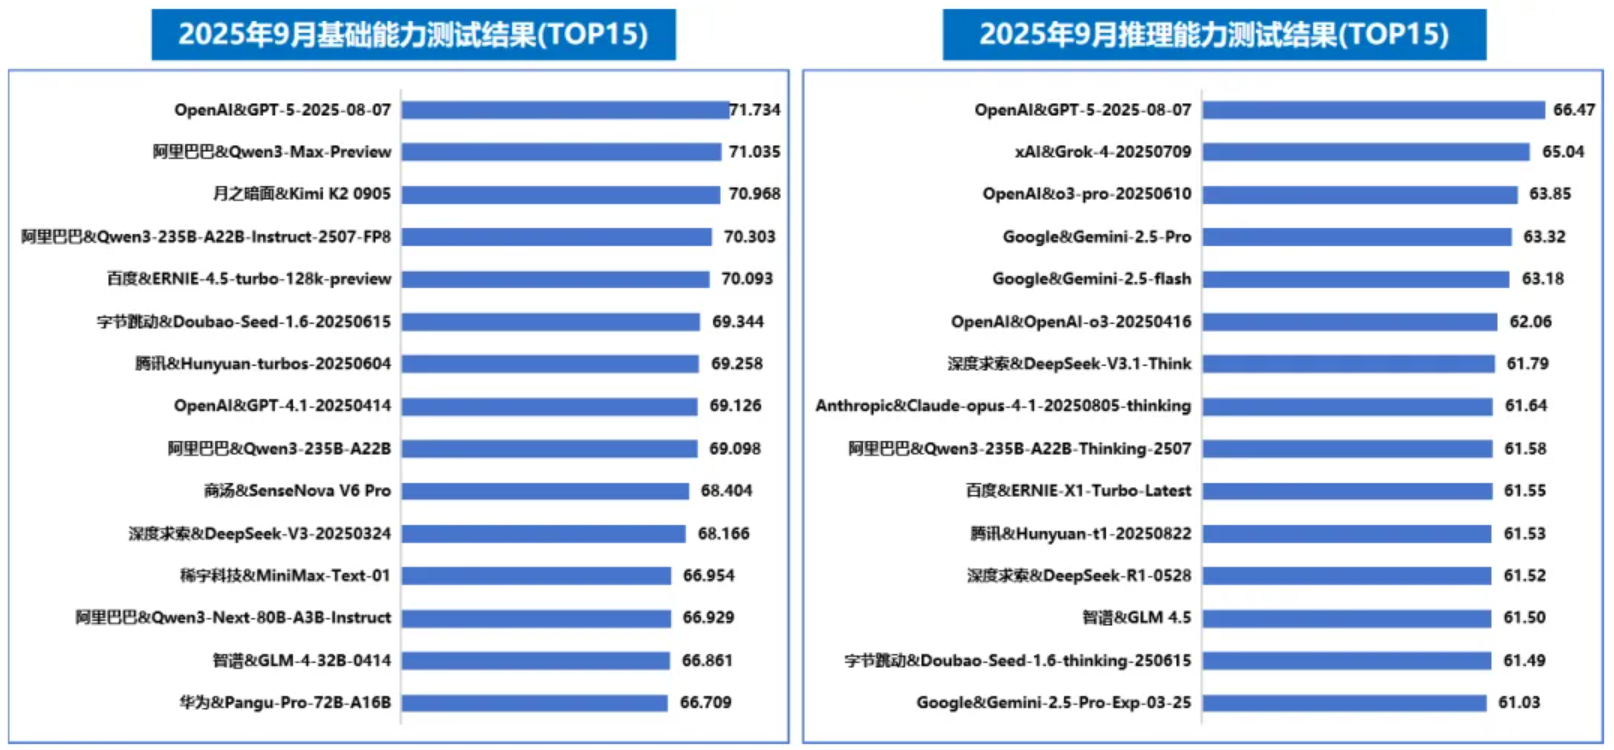 2025年9月基础能力测试结果(TOP15)
OpenAI&GPT-5-2025-08-07 71.734
阿里巴巴&Qwen3-Max-Preview 71.035
月之暗面&Kimi K2 0905 70.968
阿里巴巴&Qwen3-235B-A22B-Instruct-2507-FP8 70.303
百度&ERNIE-4.5-turbo-128k-preview 70.093
字节跳动&Doubao-Seed-1.6-20250615 69.344
腾讯&Hunyuan-turbos-20250604 69.258
OpenAI&GPT-4.1-20250414 69.126
阿里巴巴&Qwen3-235B-A22B 69.098
商汤&SenseNova V6 Pro 68.404
深度求索&DeepSeek-V3-20250324 68.166
稀宇科技&MiniMax-Text-01 66.954
阿里巴巴&Qwen3-Next-80B-A3B-Instruct 66.929
智谱&GLM-4-32B-0414 66.861
华为&Pangu-Pro-72B-A16B 66.709
2025年9月推理能力测试结果(TOP15)
OpenAI&GPT-5-2025-08-07 66.47
xAI&Grok-4-20250709 65.04
OpenAI&o3-pro-20250610 63.85
Google&Gemini-2.5-Pro 63.32
Google&Gemini-2.5-flash 63.18
OpenAI&OpenAI-o3-20250416 62.06
深度求索&DeepSeek-V3.1-Think 61.79
Anthropic&Claude-opus-4-1-20250805-thinking 61.64
阿里巴巴&Qwen3-235B-A22B-Thinking-2507 61.58
百度&ERNIE-X1-Turbo-Latest 61.55
腾讯&Hunyuan-t1-20250822 61.53
深度求索&DeepSeek-R1-0528 61.52
智谱&GLM 4.5 61.50
字节跳动&Doubao-Seed-1.6-thinking-250615 61.49
Google&Gemini-2.5-Pro-Exp-03-25 61.03